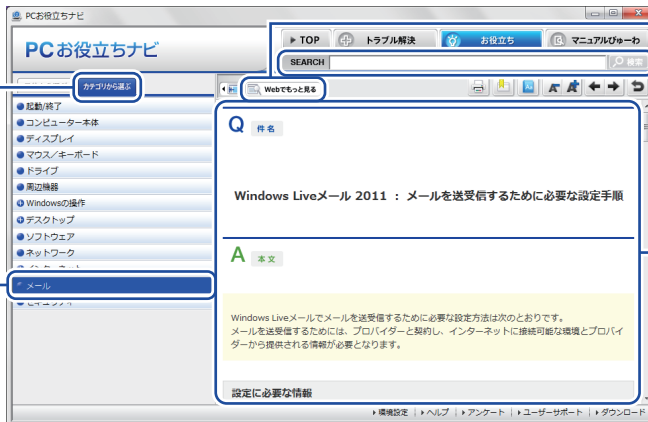 PCお役立ちナビ
PCお役立ちナビ
TOP
トラブル解決
お役立ち
マニュアルびゅーわ
SEARCH
検索
カテゴリから選ぶ
Webでもっと見る
起動/終了
コンピューター本体
ディスプレイ
マウス／キーボード
ドライブ
周辺機器
Windowsの操作
デスクトップ
ソフトウェア
ネットワーク
メール
セキュリティ
Q 件名
Windows Liveメール 2011 : メールを送受信するために必要な設定手順
A 本文
Windows Liveメールでメールを送受信するために必要な設定方法は次のとおりです。
メールを送受信するためには、プロバイダーと契約し、インターネットに接続可能な環境とプロバイ
ダーから提供される情報が必要となります。
設定に必要な情報
環境設定 ヘルプ アンケート ユーザーサポート ダウンロード